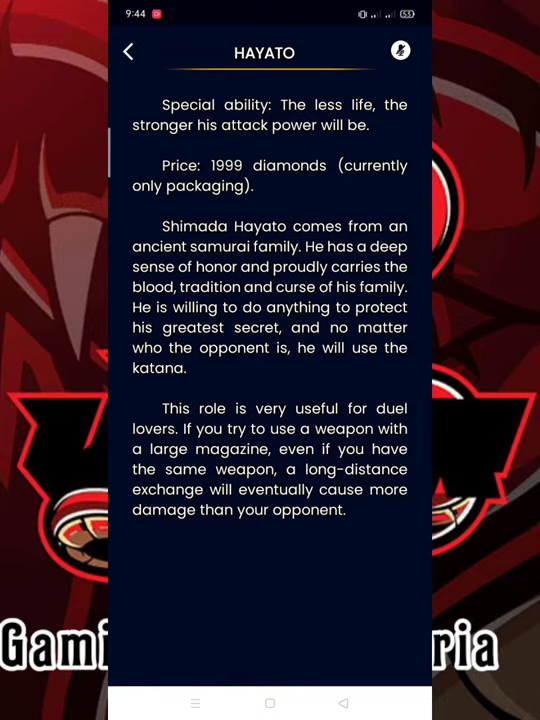 9:44
53
HAYATO
Special ability: The less life, the
stronger his attack power will be.
Price: 1999 diamonds (currently
only packaging).
Shimada Hayato comes from an
ancient samurai family. He has a deep
sense of honor and proudly carries the
blood, tradition and curse of his family.
He is willing to do anything to protect
his greatest secret, and no matter
who the opponent is, he will use the
katana.
This role is very useful for duel
lovers. If you try to use a weapon with
a large magazine, even if you have
the same weapon, a long-distance
exchange will eventually cause more
damage than your opponent.
Gami
ria